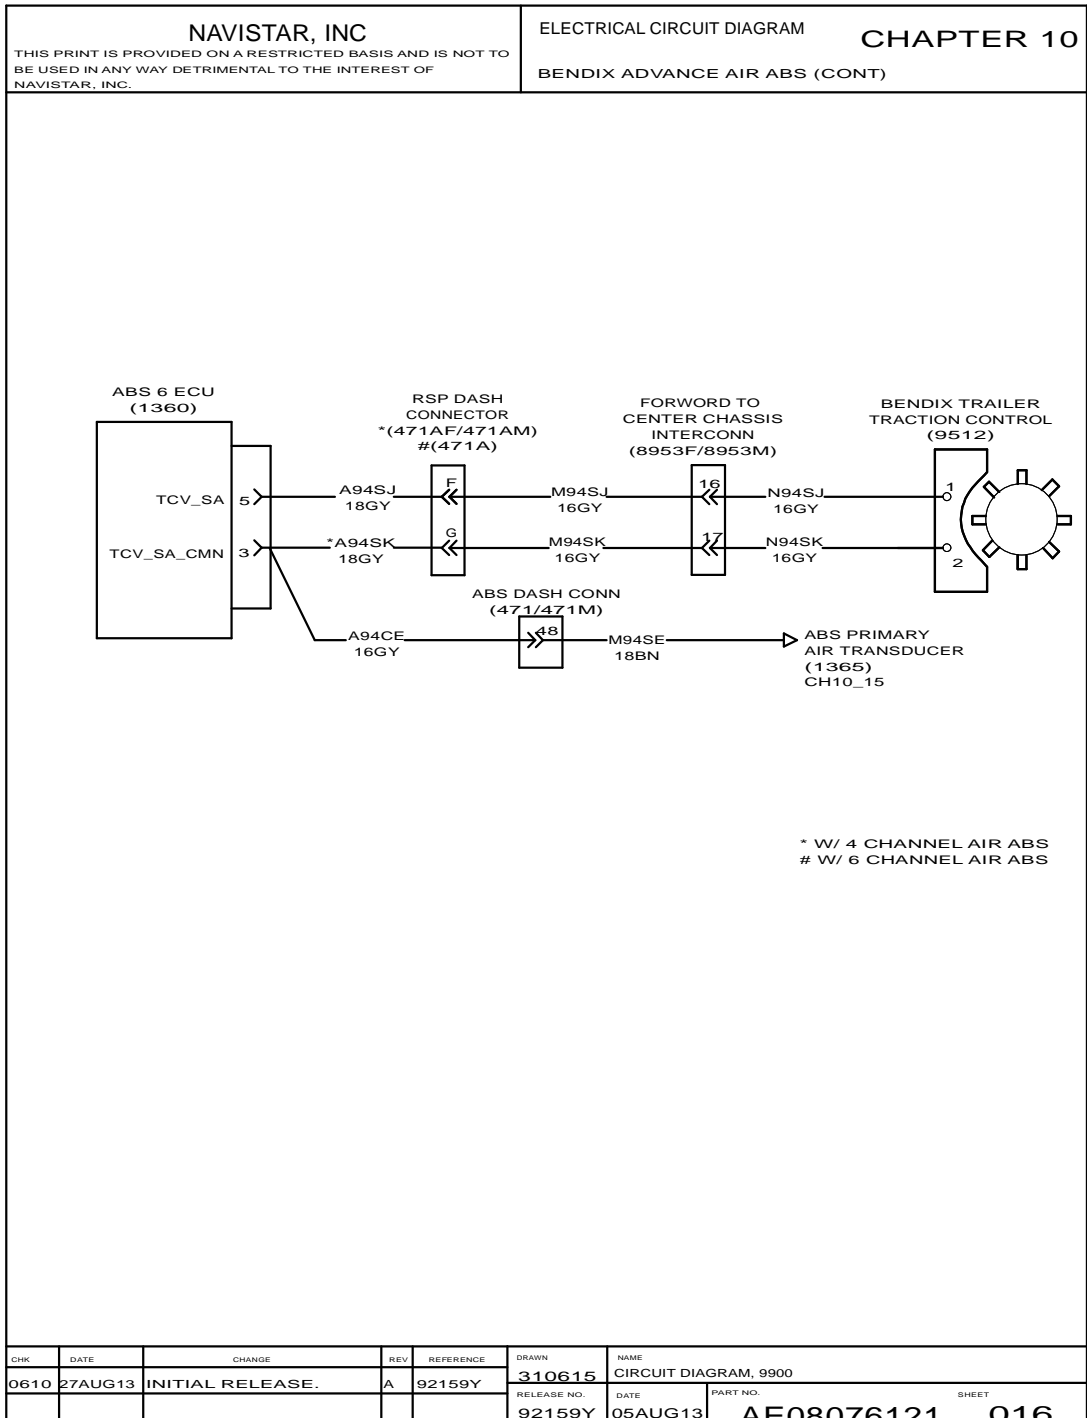 NAVISTAR, INC
THIS PRINT IS PROVIDED ON A RESTRICTED BASIS AND IS NOT TO
BE USED IN ANY WAY DETRIMENTAL TO THE INTEREST OF
NAVISTAR, INC.
ELECTRICAL CIRCUIT DIAGRAM
CHAPTER 10
BENDIX ADVANCE AIR ABS (CONT)
ABS 6 ECU
(1360)
TCV_SA
5
TCV_SA_CMN
3
A94SJ
18GY
*A94SK
18GY
RSP DASH
CONNECTOR
*(471AF/471AM)
#(471A)
F
G
M94SJ
16GY
M94SK
16GY
FORWORD TO
CENTER CHASSIS
INTERCONN
(8953F/8953M)
16
17
N94SJ
16GY
N94SK
16GY
BENDIX TRAILER
TRACTION CONTROL
(9512)
1
2
A94CE
16GY
ABS DASH CONN
(471/471M)
48
M94SE
18BN
ABS PRIMARY
AIR TRANSDUCER
(1365)
CH10_15
* W/ 4 CHANNEL AIR ABS
# W/ 6 CHANNEL AIR ABS
CHK DATE CHANGE REV REFERENCE
0610 27AUG13 INITIAL RELEASE. A 92159Y
DRAWN
310615
NAME
CIRCUIT DIAGRAM, 9900
RELEASE NO.
92159Y
DATE
05AUG13
PART NO.
AE08076121
SHEET
016